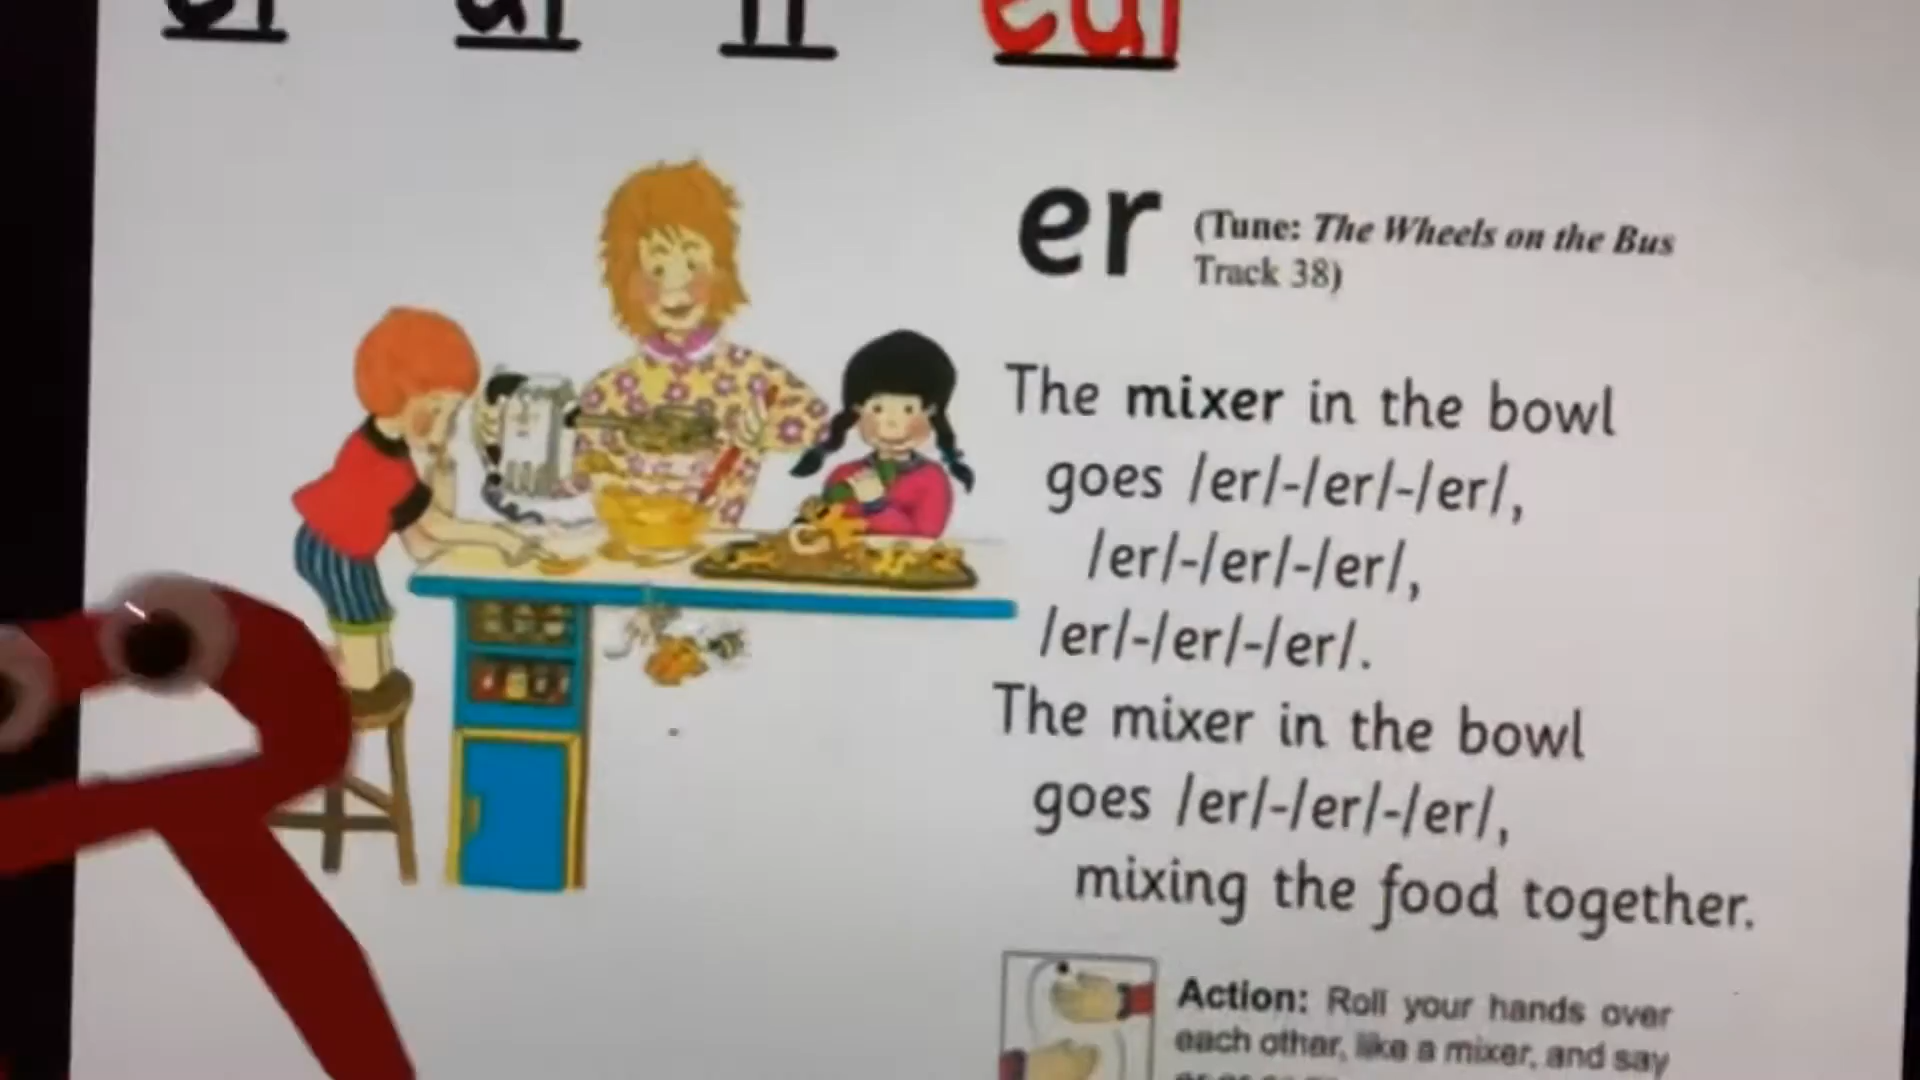 er
(Tune: The Wheels on the Bus
Track 38)
The mixer in the bowl
goes /er/-/er/-/er/,
/er/-/er/-/er/,
/er/-/er/-/er/.
The mixer in the bowl
goes /er/-/er/-/er/,
mixing the food together.
Action: Roll your hands over
each other, like a mixer, and say